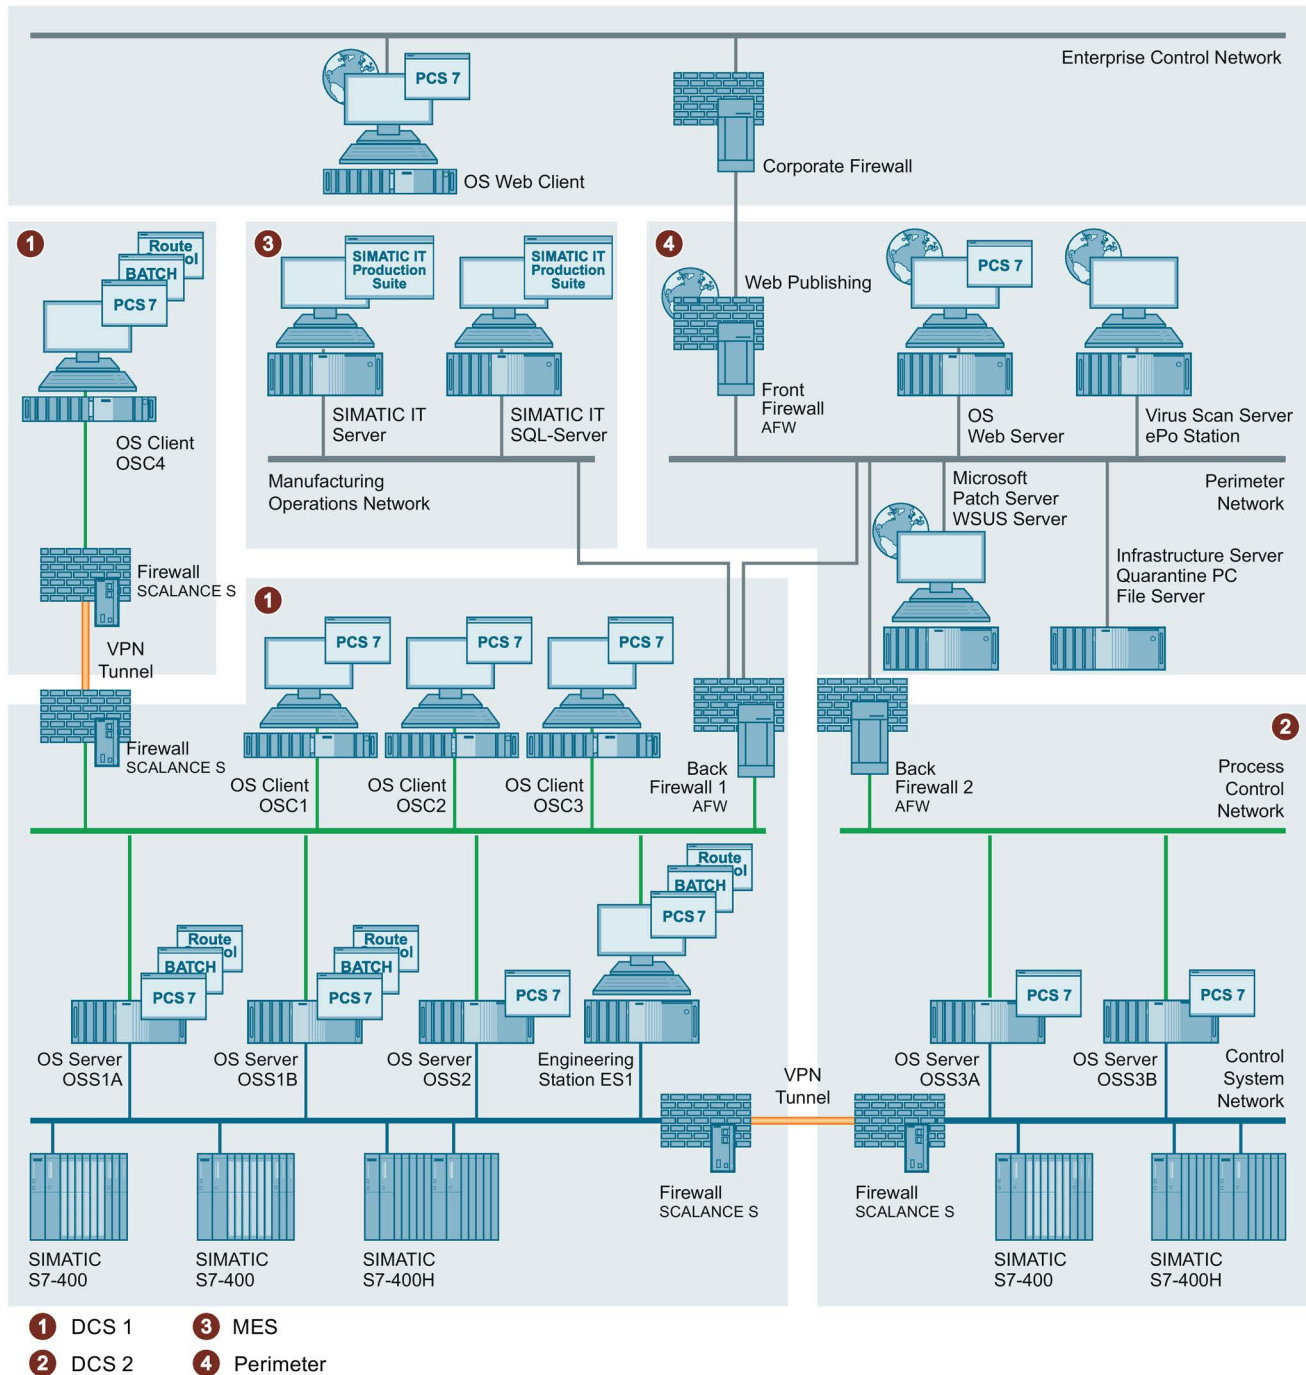 Enterprise Control Network
PCS 7
OS Web Client
Corporate Firewall
1
Route
ol
BATCH
PCS 7
OS Client
OSC4
Firewall
SCALANCE S
VPN
Tunnel
Firewall
SCALANCE S
3
SIMATIC IT
Production
Suite
SIMATIC IT
Production
Suite
SIMATIC IT
Server
SIMATIC IT
SQL-Server
Manufacturing
Operations Network
4
Web Publishing
Front
Firewall
AFW
PCS 7
OS
Web Server
Virus Scan Server
ePo Station
Perimeter
Network
Microsoft
Patch Server
WSUS Server
Infrastructure Server
Quarantine PC
File Server
1
PCS 7
PCS 7
PCS 7
OS Client
OSC1
OS Client
OSC2
OS Client
OSC3
Back
Firewall 1
AFW
Back
Firewall 2
AFW
2
Process
Control
Network
Route
ol
BATCH
PCS 7
OS Server
OSS1A
Route
ol
BATCH
PCS 7
OS Server
OSS1B
PCS 7
OS Server
OSS2
Route
ol
BATCH
PCS 7
Engineering
Station ES1
PCS 7
OS Server
OSS3A
PCS 7
OS Server
OSS3B
Control
System
Network
VPN
Tunnel
Firewall
SCALANCE S
Firewall
SCALANCE S
SIMATIC
S7-400
SIMATIC
S7-400
SIMATIC
S7-400H
SIMATIC
S7-400
SIMATIC
S7-400H
1 DCS 1
2 DCS 2
3 MES
4 Perimeter